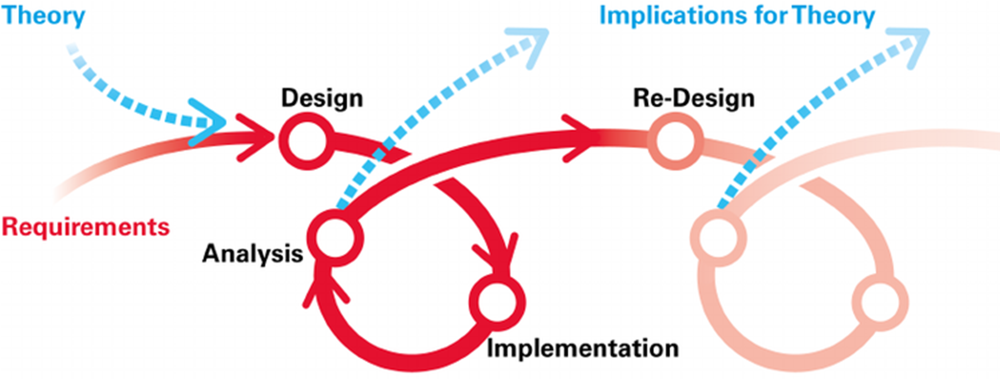 Theory
Implications for Theory
Design
Re-Design
Requirements
Analysis
Implementation